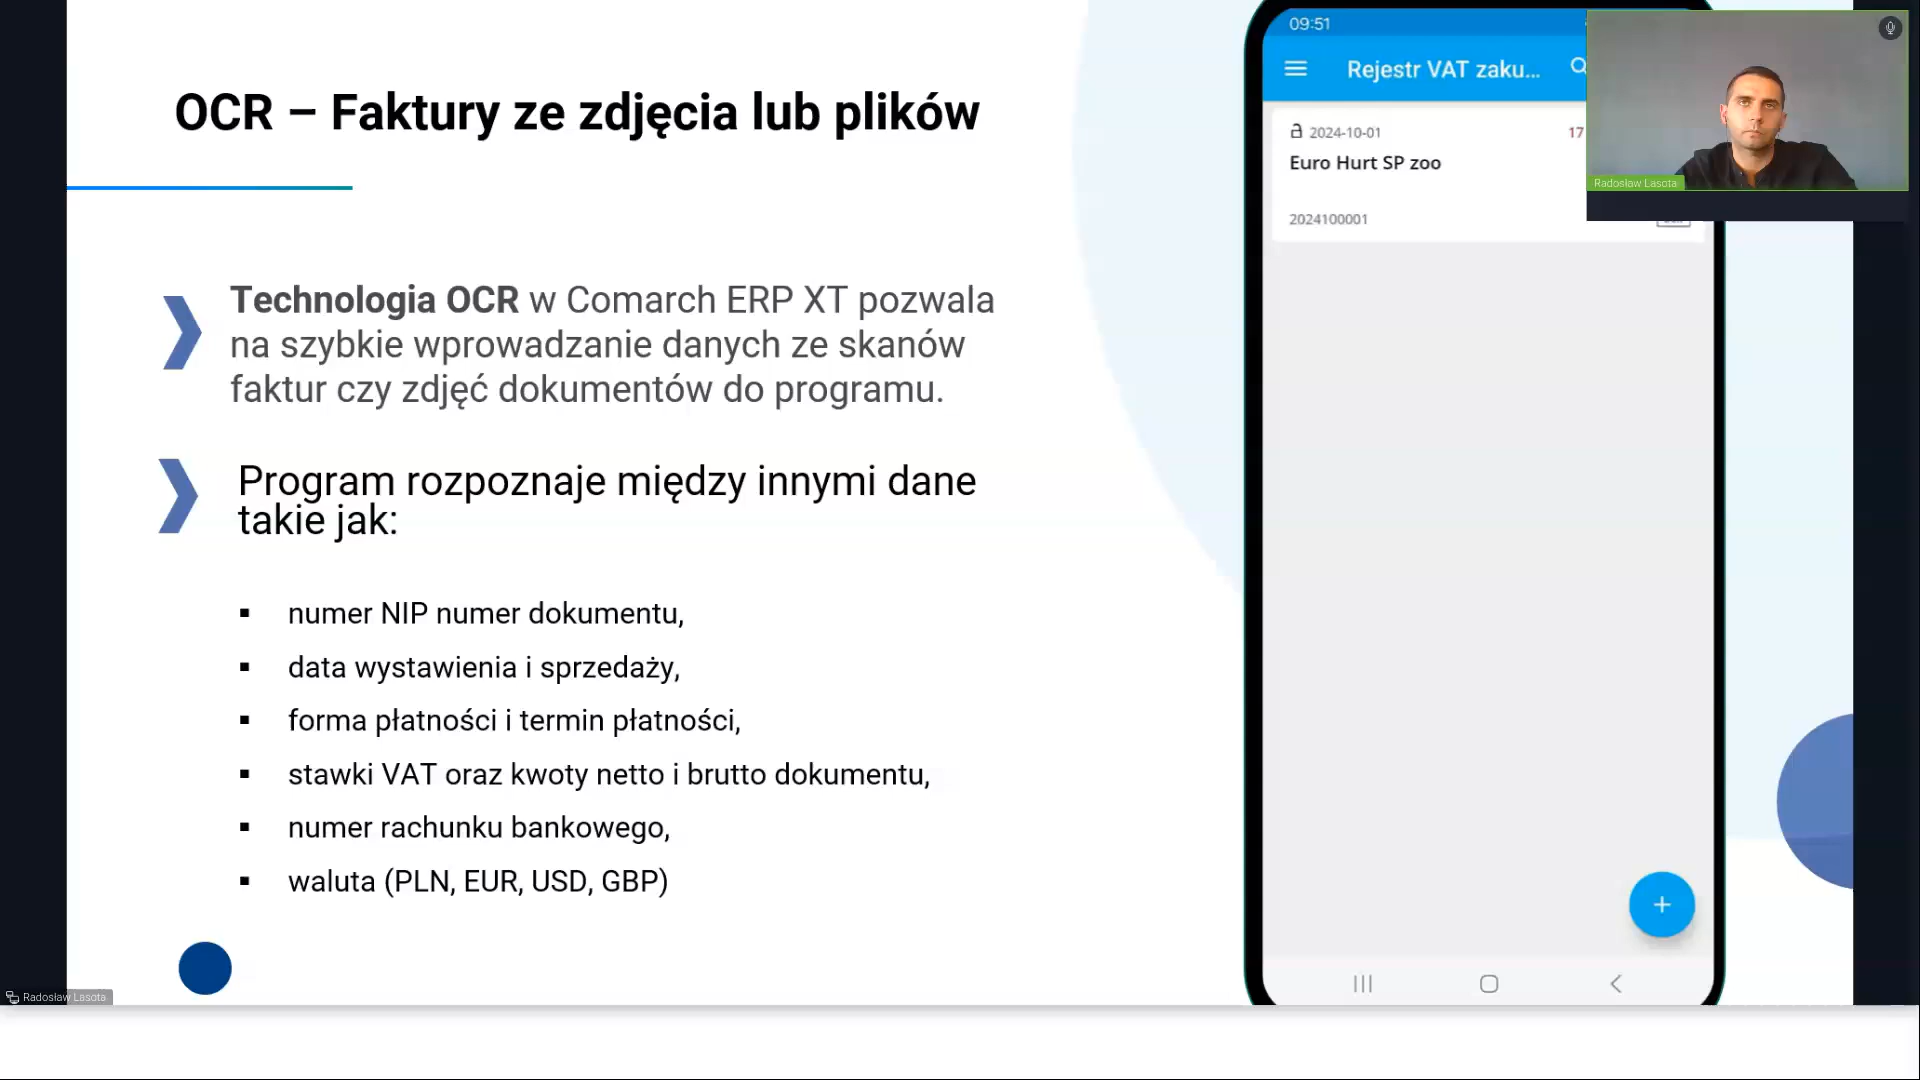 OCR – Faktury ze zdjęcia lub plików
Technologia OCR w Comarch ERP XT pozwala
na szybkie wprowadzanie danych ze skanów
faktur czy zdjęć dokumentów do programu.
Program rozpoznaje między innymi dane
takie jak:
▪ numer NIP numer dokumentu,
▪ data wystawienia i sprzedaży,
▪ forma płatności i termin płatności,
▪ stawki VAT oraz kwoty netto i brutto dokumentu,
▪ numer rachunku bankowego,
▪ waluta (PLN, EUR, USD, GBP)
09:51
Rejestr VAT zaku...
2024-10-01
17
Euro Hurt SP zoo
2024100001
Radosław Lasota
Radosław Lasota